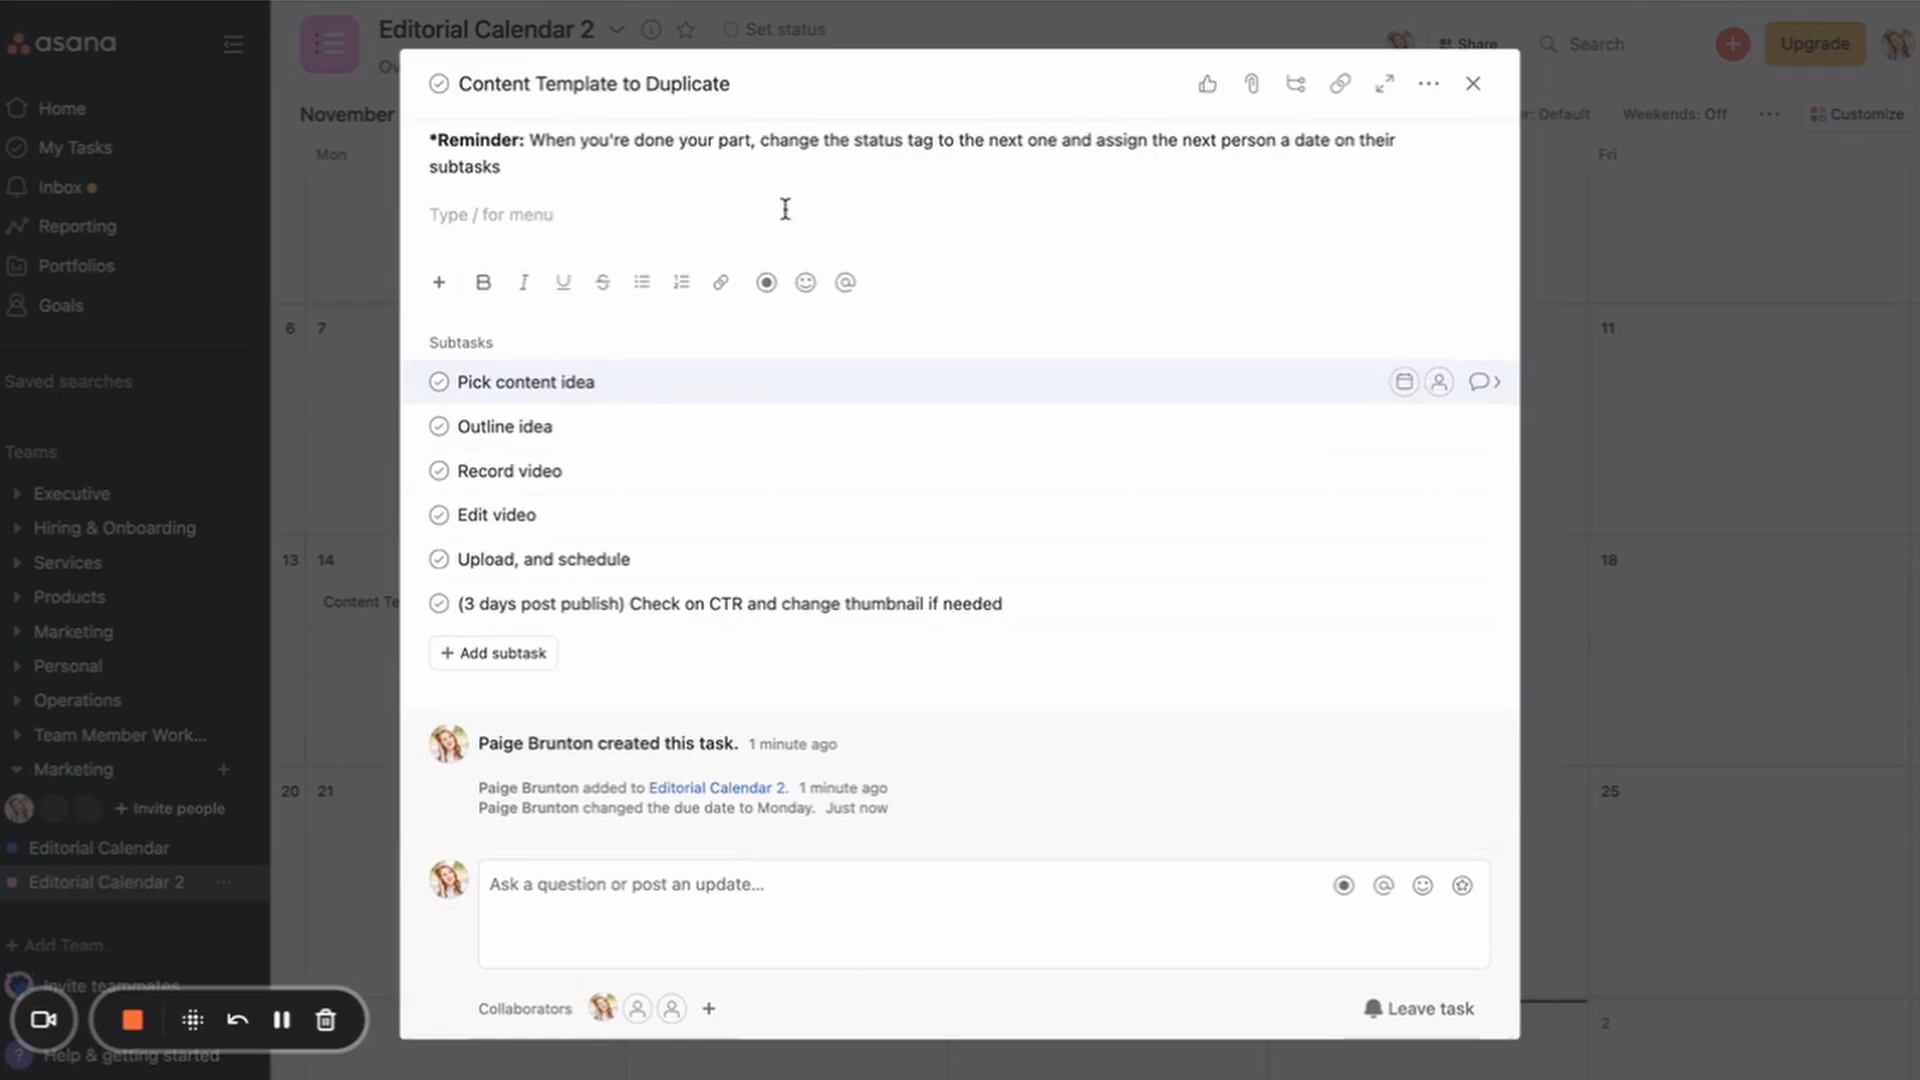 asana
Editorial Calendar 2
Set status
Share
Search
Upgrade
November
r: Default
Weekends: Off
Customize
Home
My Tasks
Inbox
Reporting
Portfolios
Goals
Saved searches
Teams
Executive
Hiring & Onboarding
Services
Products
Marketing
Personal
Operations
Team Member Work...
Marketing
Invite people
Editorial Calendar
Editorial Calendar 2
+ Add Team
Invite teammates
Help & getting started
Mon
Fri
6
7
11
13
14
18
Content Te
20
21
25
2
Content Template to Duplicate
*Reminder: When you're done your part, change the status tag to the next one and assign the next person a date on their
subtasks
Type / for menu
Subtasks
Pick content idea
Outline idea
Record video
Edit video
Upload, and schedule
(3 days post publish) Check on CTR and change thumbnail if needed
+ Add subtask
Paige Brunton created this task. 1 minute ago
Paige Brunton added to Editorial Calendar 2. 1 minute ago
Paige Brunton changed the due date to Monday. Just now
Ask a question or post an update...
Collaborators
Leave task